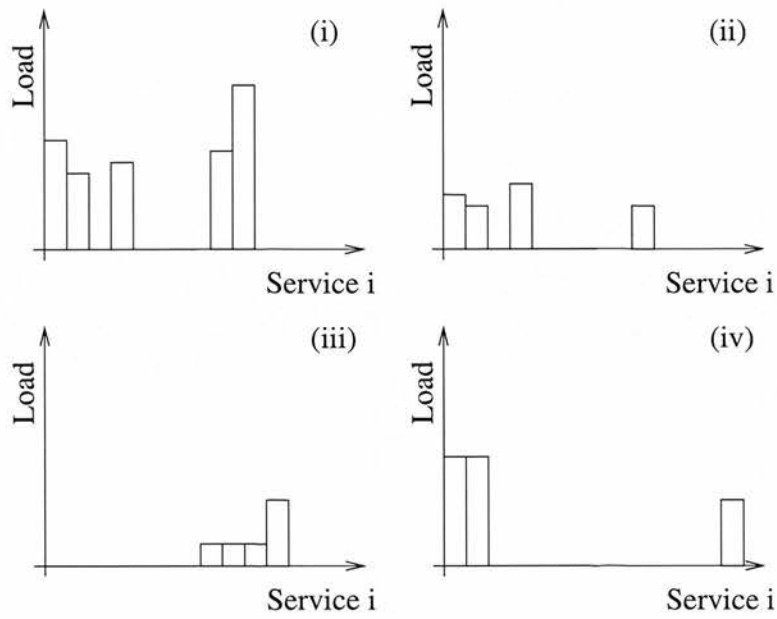 (i)
Load
Service i
(ii)
Load
Service i
(iii)
Load
Service i
(iv)
Load
Service i